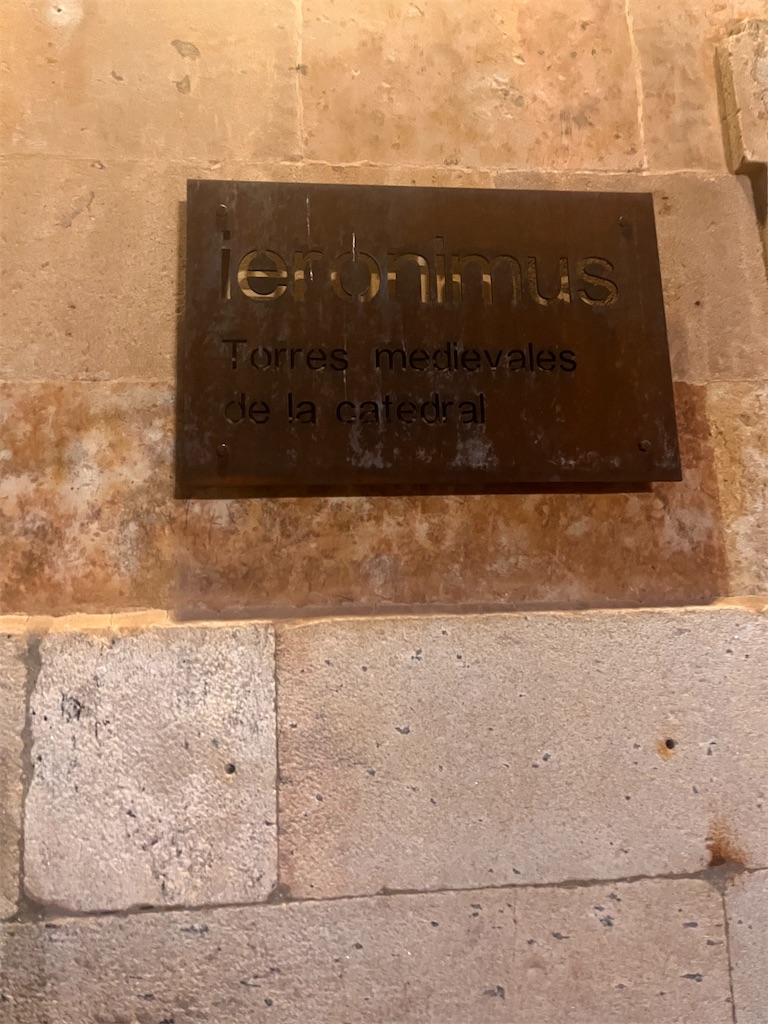 ieronimus
Torres medievales
de la catedral